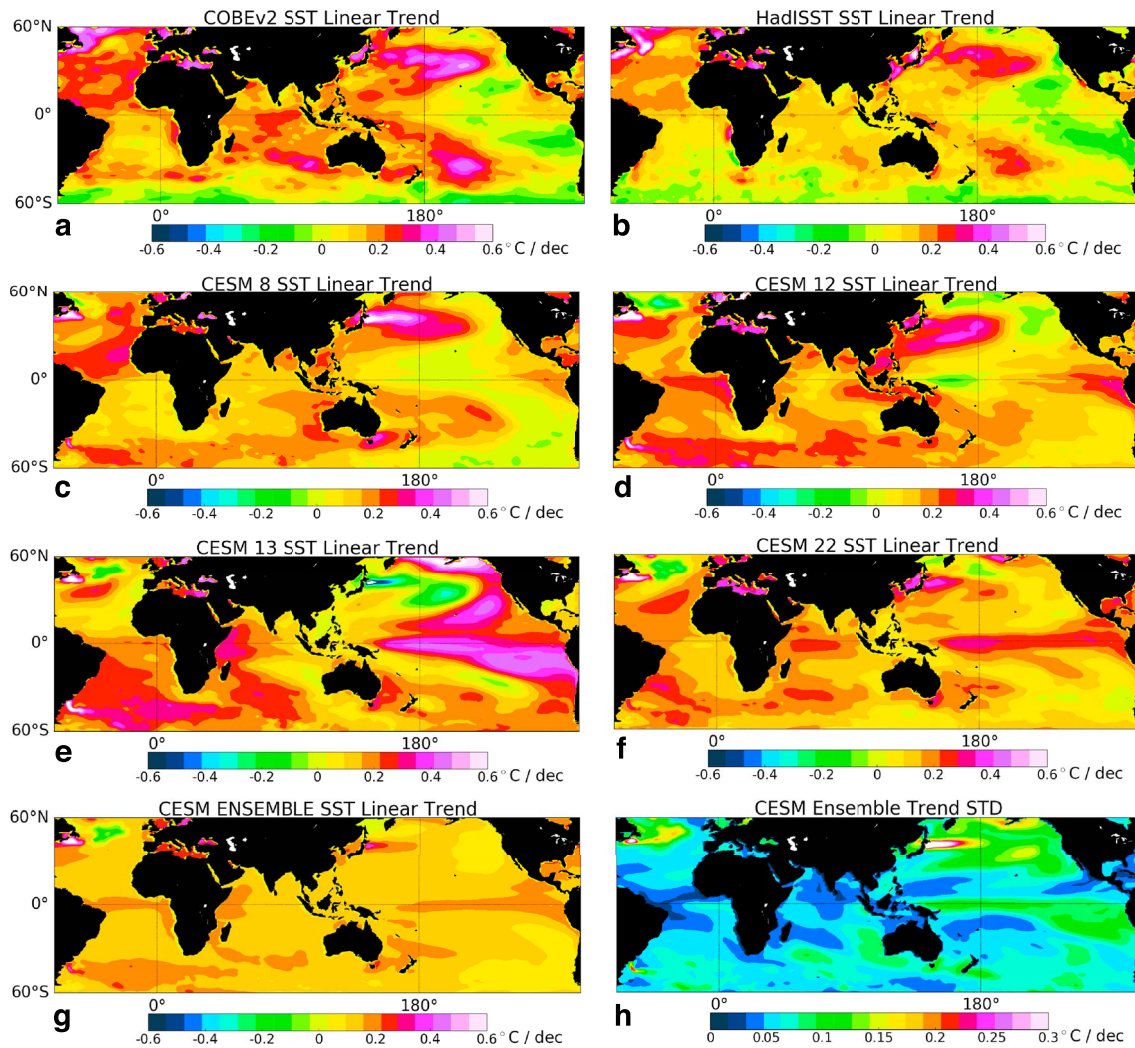 COBEv2 SST Linear Trend
HadISST SST Linear Trend
60°N
0°
60°S
0° 180°
0° 180°
a
-0.6 -0.4 -0.2 0 0.2 0.4 0.6 °C / dec
b
-0.6 -0.4 -0.2 0 0.2 0.4 0.6 °C / dec
CESM 8 SST Linear Trend
CESM 12 SST Linear Trend
60°N
0°
60°S
0° 180°
0° 180°
c
-0.6 -0.4 -0.2 0 0.2 0.4 0.6 °C / dec
d
-0.6 -0.4 -0.2 0 0.2 0.4 0.6 °C / dec
CESM 13 SST Linear Trend
CESM 22 SST Linear Trend
60°N
0°
60°S
0° 180°
0° 180°
e
-0.6 -0.4 -0.2 0 0.2 0.4 0.6 °C / dec
f
-0.6 -0.4 -0.2 0 0.2 0.4 0.6 °C / dec
CESM ENSEMBLE SST Linear Trend
CESM Ensemble Trend STD
60°N
0°
60°S
0° 180°
0° 180°
g
-0.6 -0.4 -0.2 0 0.2 0.4 0.6 °C / dec
h
0 0.05 0.1 0.15 0.2 0.25 0.3 °C / dec